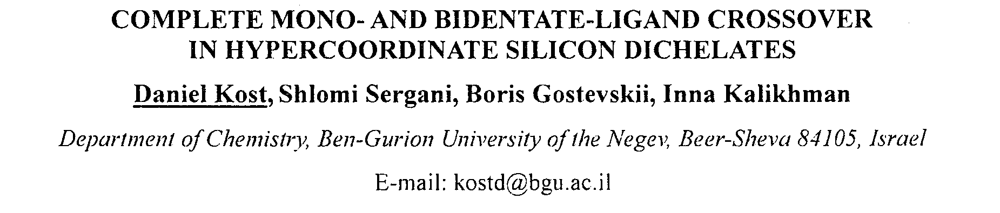 COMPLETE MONO- AND BIDENTATE-LIGAND CROSSOVER
IN HYPERCOORDINATE SILICON DICHELATES
Daniel Kost, Shlomi Sergani, Boris Gostevskii, Inna Kalikhman
Department of Chemistry, Ben-Gurion University of the Negev, Beer-Sheva 84105, Israel
E-mail: kostd@bgu.ac.il